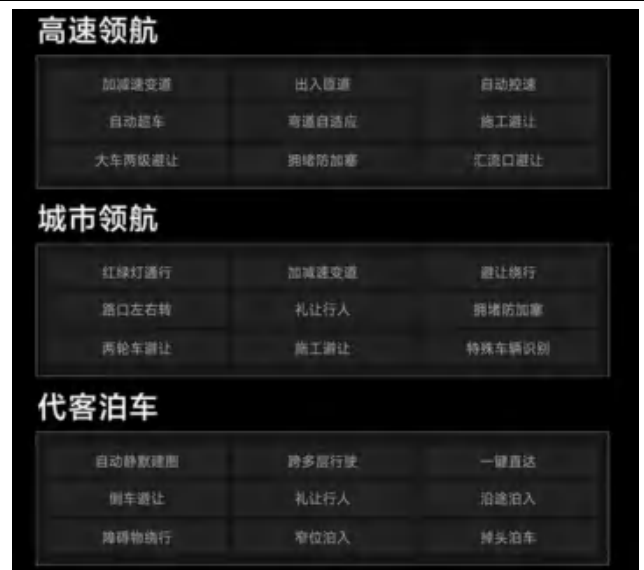 高速领航
加减速变道 出入匝道 自动控速
自动超车 弯道自适应 施工避让
大车两级避让 拥堵防加塞 汇流口避让
城市领航
红绿灯通行 加减速变道 避让绕行
路口左右转 礼让行人 拥堵防加塞
两轮车避让 施工避让 特殊车辆识别
代客泊车
自动静默建图 跨多层行驶 一键直达
倒车避让 礼让行人 沿途泊入
障碍物绕行 窄位泊入 掉头泊车